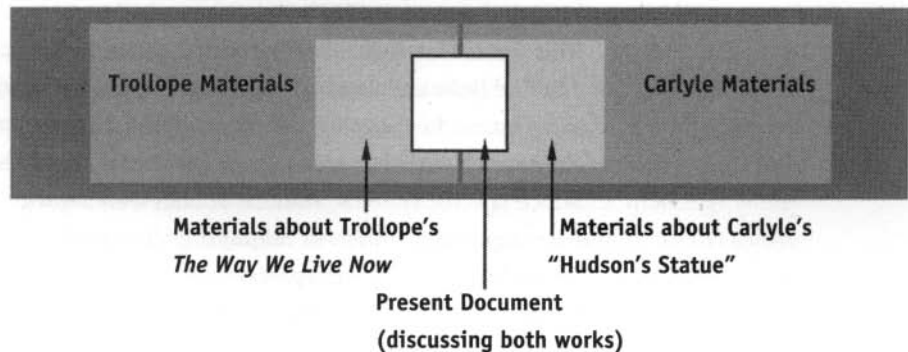 Trollope Materials
Carlyle Materials
Materials about Trollope's
The Way We Live Now
Materials about Carlyle's
"Hudson's Statue"
Present Document
(discussing both works)